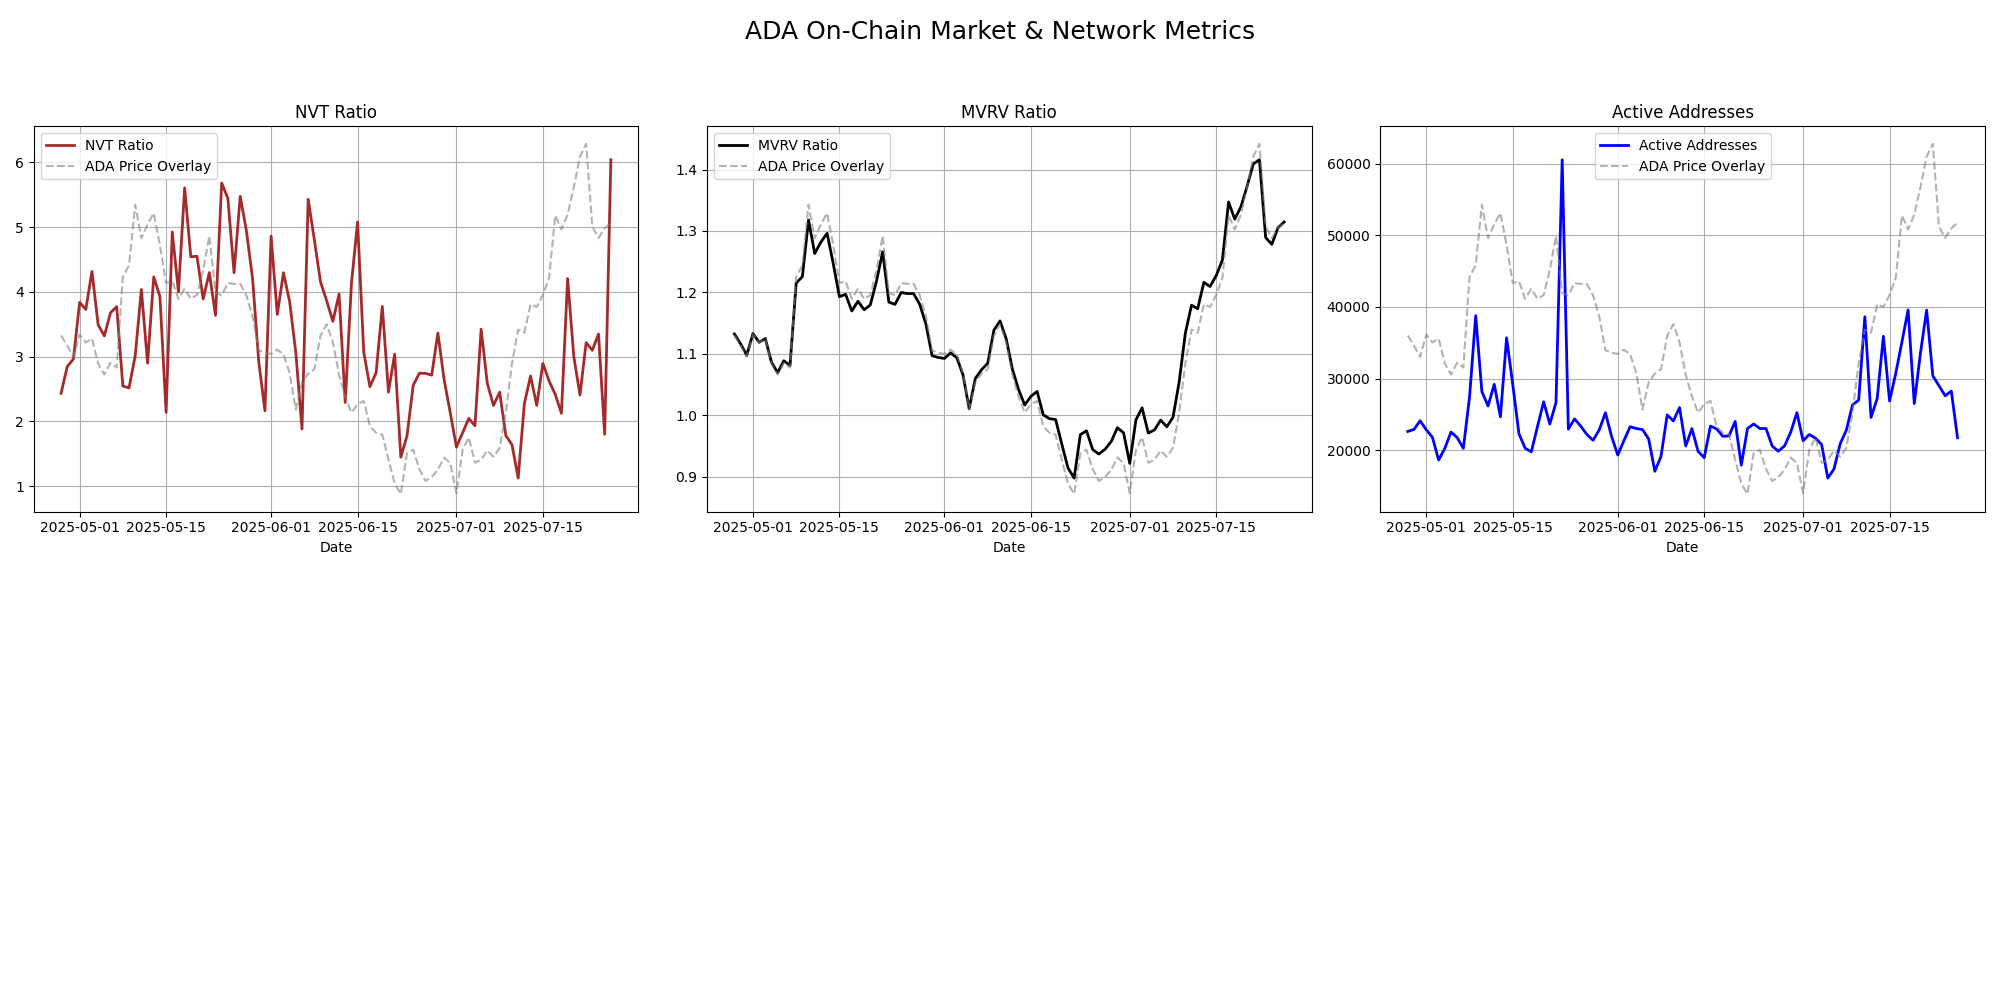 ADA On-Chain Market & Network Metrics
NVT Ratio
NVT Ratio
ADA Price Overlay
6
5
4
3
2
1
2025-05-01 2025-05-15 2025-06-01 2025-06-15 2025-07-01 2025-07-15
Date
MVRV Ratio
MVRV Ratio
ADA Price Overlay
1.4
1.3
1.2
1.1
1.0
0.9
2025-05-01 2025-05-15 2025-06-01 2025-06-15 2025-07-01 2025-07-15
Date
Active Addresses
Active Addresses
ADA Price Overlay
60000
50000
40000
30000
20000
2025-05-01 2025-05-15 2025-06-01 2025-06-15 2025-07-01 2025-07-15
Date